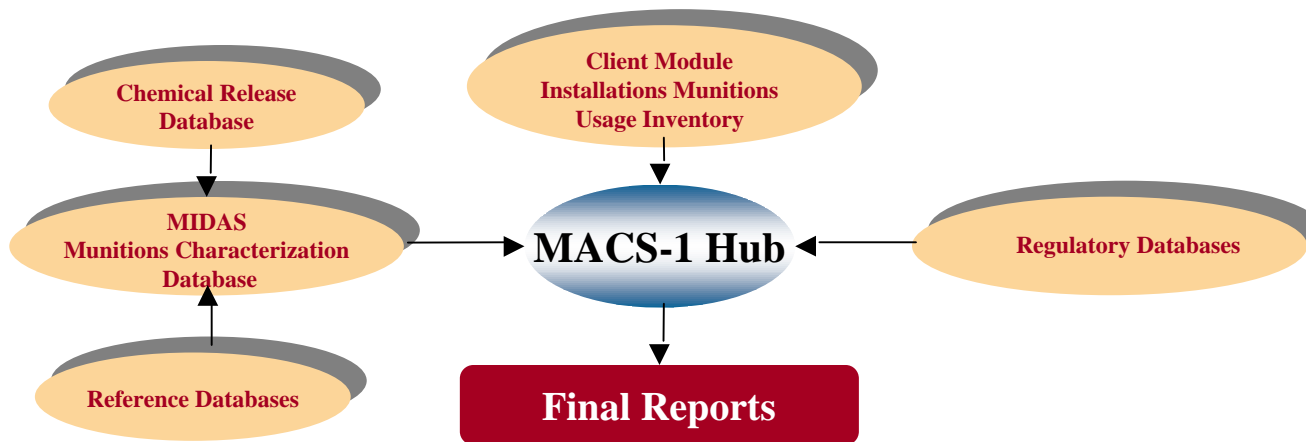 Chemical Release
Database
Client Module
Installations Munitions
Usage Inventory
MIDAS
Munitions Characterization
Database
MACS-1 Hub
Regulatory Databases
Reference Databases
Final Reports